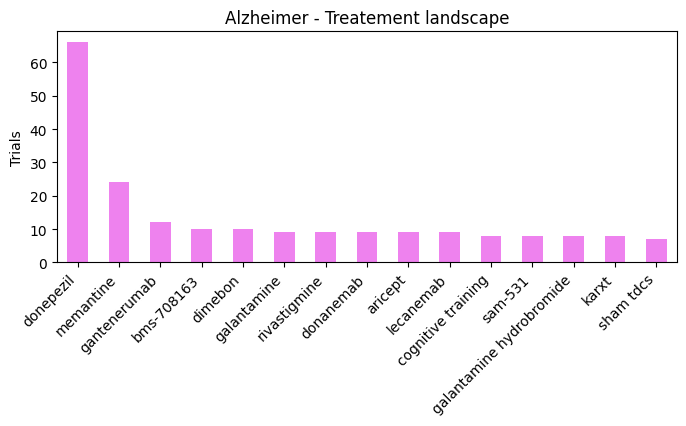 Alzheimer - Treatement landscape
Trials
60
50
40
30
20
10
0
donepezil
memantine
gantenerumab
bms-708163
dimebon
galantamine
rivastigmine
donanemab
aricept
lecanemab
cognitive training
sam-531
galantamine hydrobromide
karxt
sham tdcs